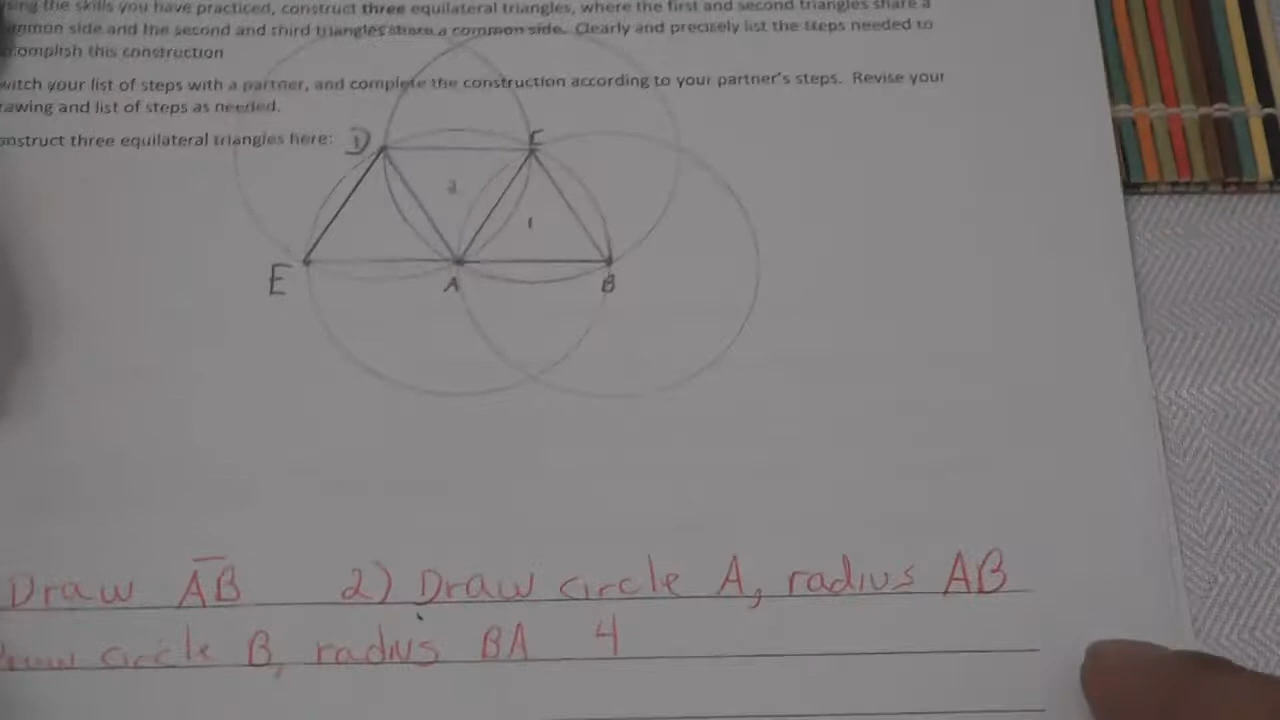 the skills you have practiced, construct three equilateral triangles, where the first and second triangles share a
common side and the second and third triangles share a common side. Clearly and precisely list the steps needed to
this construction
your list of steps with a partner, and complete the construction according to your partner's steps. Revise your
and list of steps as needed.
three equilateral triangles here: D C
2
1
E A B
Draw AB 2) Draw circle A, radius AB
circle B, radius BA 4